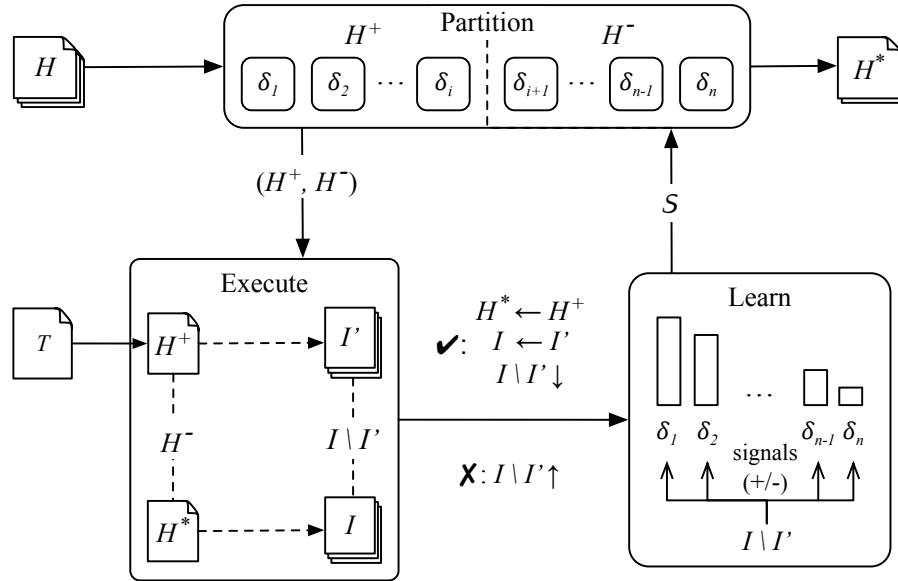 Partition
H⁺ H⁻
H δ₁ δ₂ ⋯ δᵢ δᵢ₊₁ ⋯ δₙ₋₁ δₙ H*
(H⁺, H⁻)
S
Execute
Learn
T H⁺ I’
H* ← H⁺
✔: I ← I’
I \ I’ ↓
H⁻ I \ I’
✘: I \ I’ ↑
H* I
…
δ₁ δ₂ δₙ₋₁ δₙ
signals
(+/-)
I \ I’